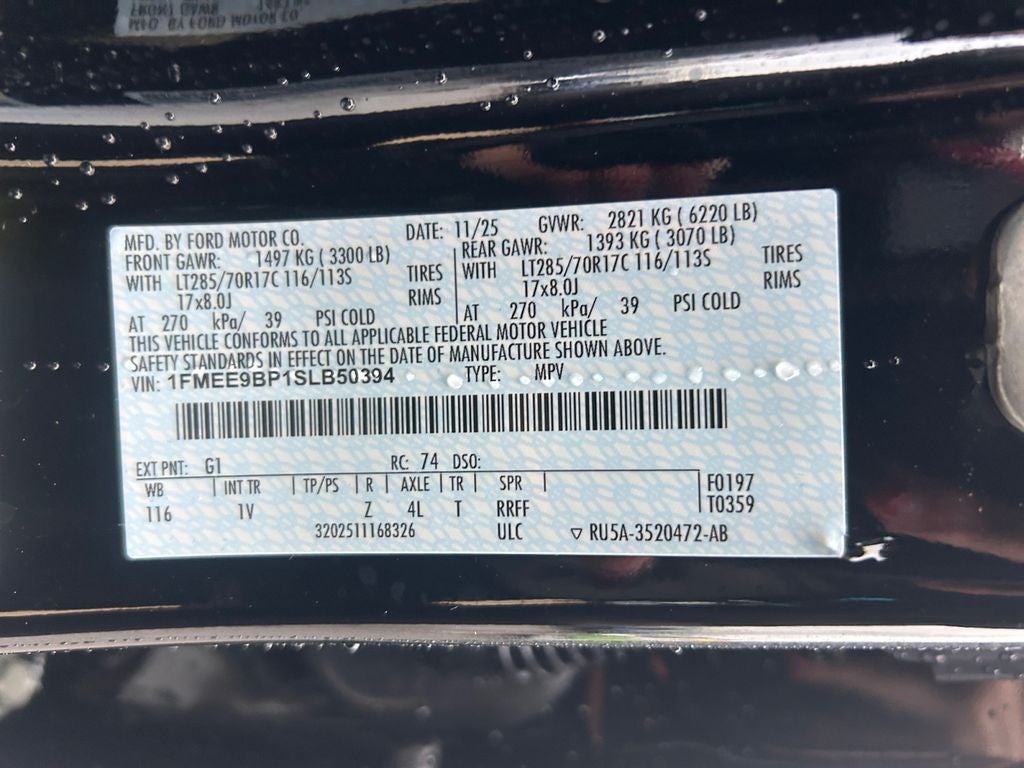 MFD. BY FORD MOTOR CO.
MFD. BY FORD MOTOR CO. DATE: 11/25 GVWR: 2821 KG ( 6220 LB)
FRONT GAWR: 1497 KG ( 3300 LB) REAR GAWR: 1393 KG ( 3070 LB)
WITH LT285/70R17C 116/113S TIRES WITH LT285/70R17C 116/113S TIRES
17x8.0J RIMS 17x8.0J RIMS
AT 270 kPa/ 39 PSI COLD AT 270 kPa/ 39 PSI COLD
THIS VEHICLE CONFORMS TO ALL APPLICABLE FEDERAL MOTOR VEHICLE
SAFETY STANDARDS IN EFFECT ON THE DATE OF MANUFACTURE SHOWN ABOVE.
VIN: 1FMEE9BP1SLB50394 TYPE: MPV
EXT PNT: G1 RC: 74 DSO:
WB INT TR TP/PS R AXLE TR SPR F0197
116 1V Z 4L T RRFF T0359
3202511168326 ULC ▽ RU5A-3520472-AB